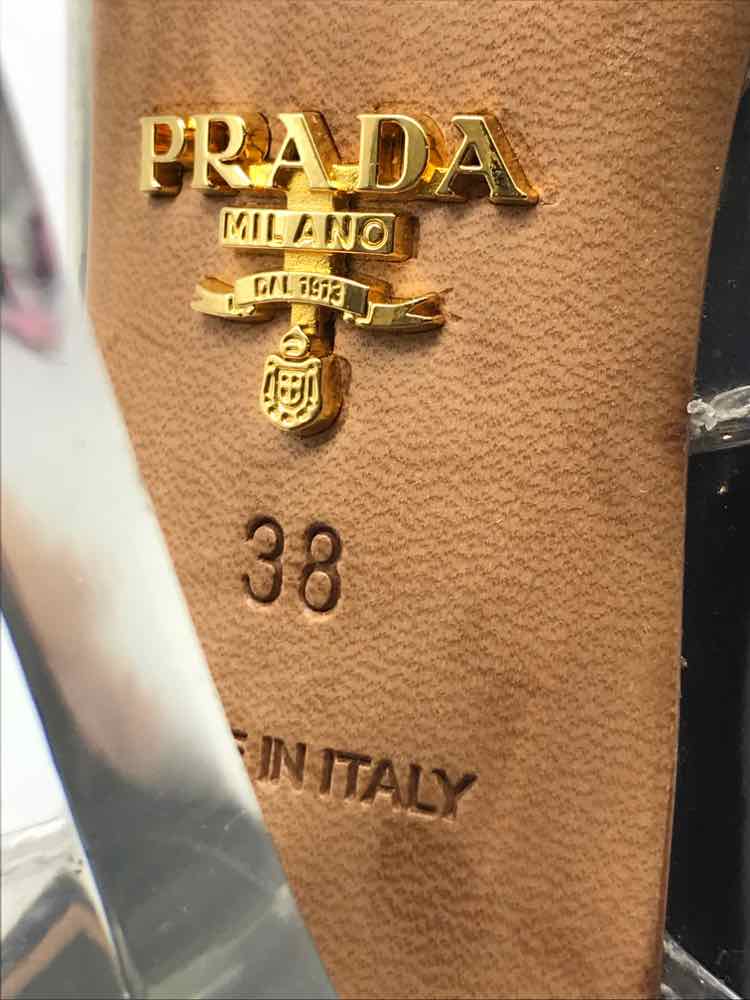 PRADA
MILANO
DAL 1913
38
E IN ITALY